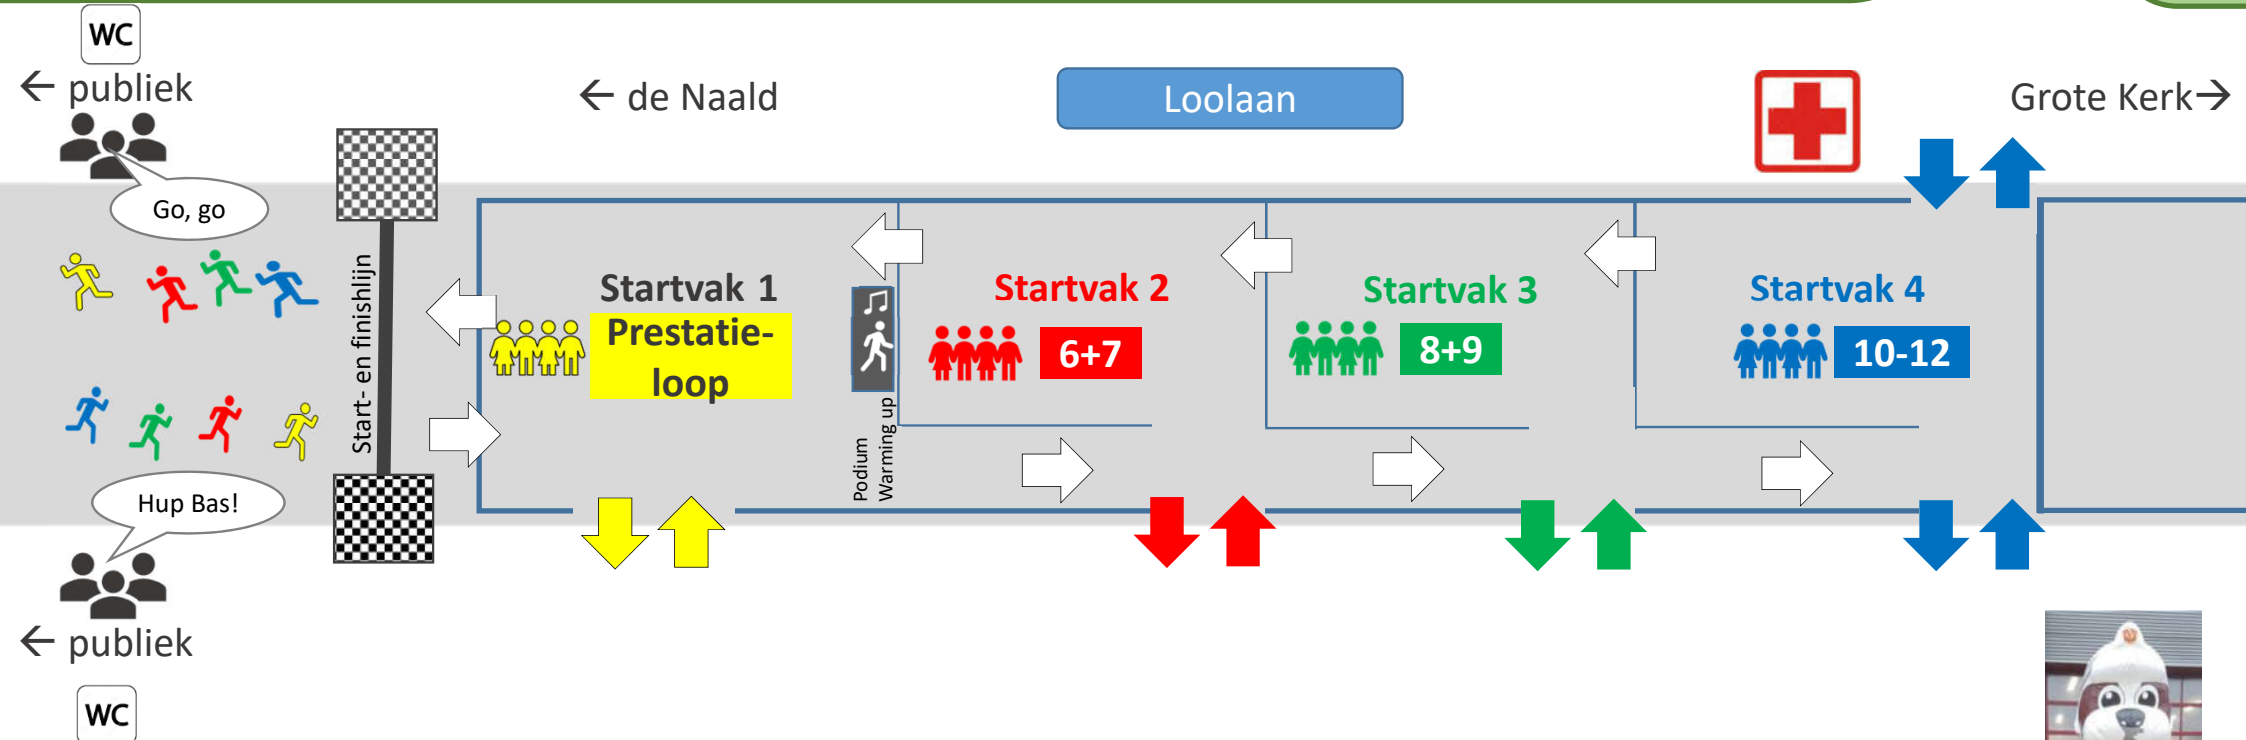 WC
← publiek
← de Naald
Loolaan
Grote Kerk→
Go, go
Start- en finishlijn
Startvak 1
Prestatie-
loop
Podium
Warming up
Startvak 2
6+7
Startvak 3
8+9
Startvak 4
10-12
Hup Bas!
← publiek
WC